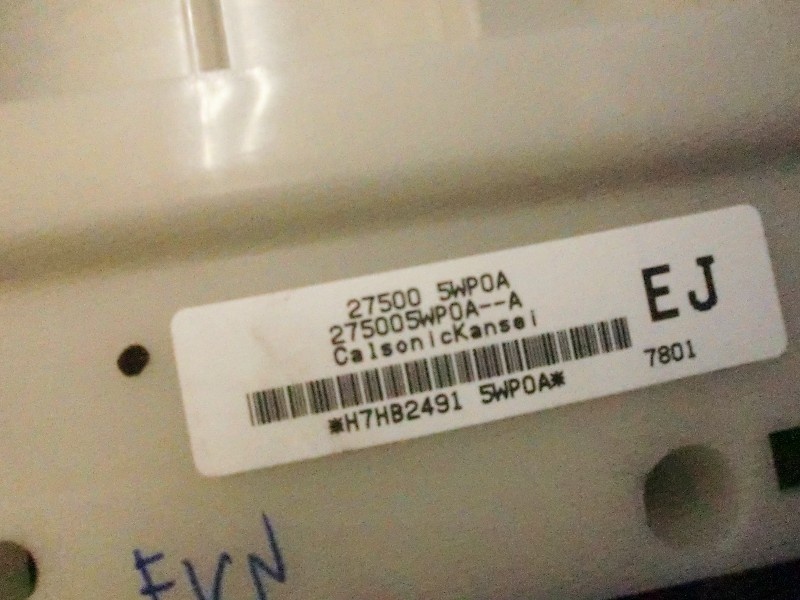 27500 5WP0A
275005WP0A--A
CalsonicKansei
EJ
*H7HB2491 5WP0A*
7801